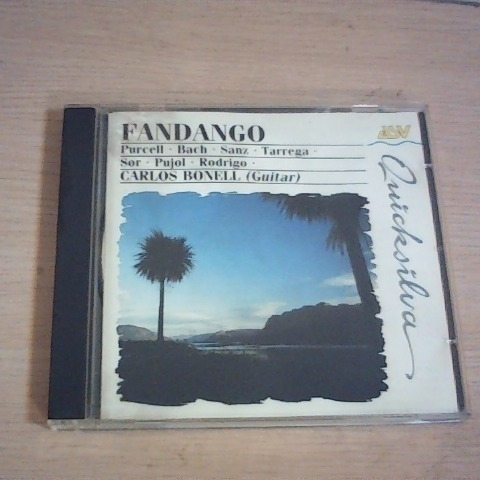 FANDANGO
Purcell · Bach · Sanz · Tarrega ·
Sor · Pujol · Rodrigo ·
CARLOS BONELL (Guitar)
ASV
Quicksilva